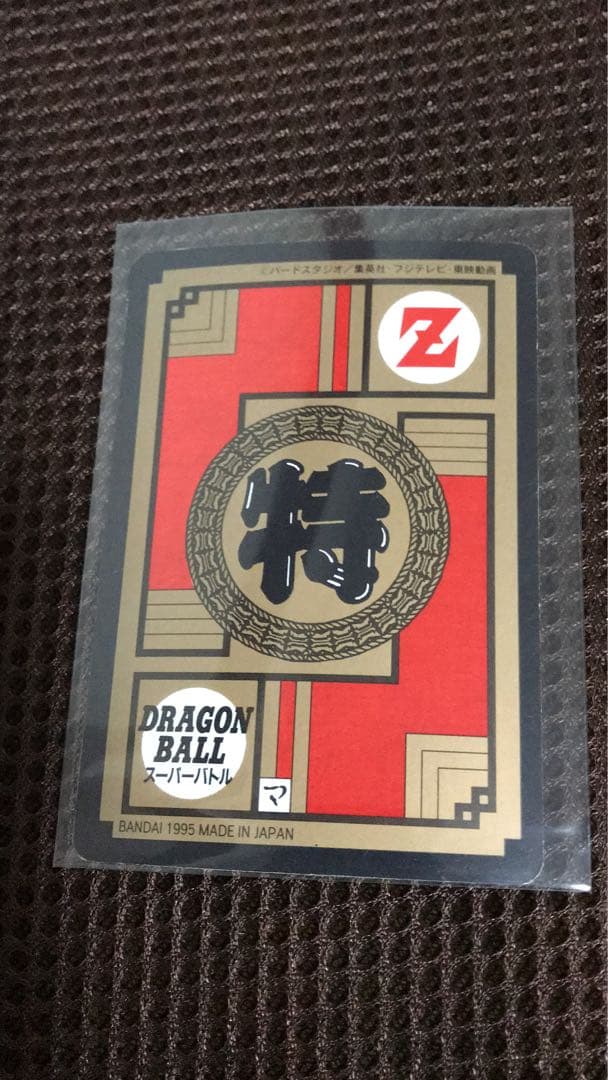 ©バードスタジオ／集英社・フジテレビ・東映動画
Z
特
DRAGON
BALL
スーパーバトル
マ
BANDAI 1995 MADE IN JAPAN